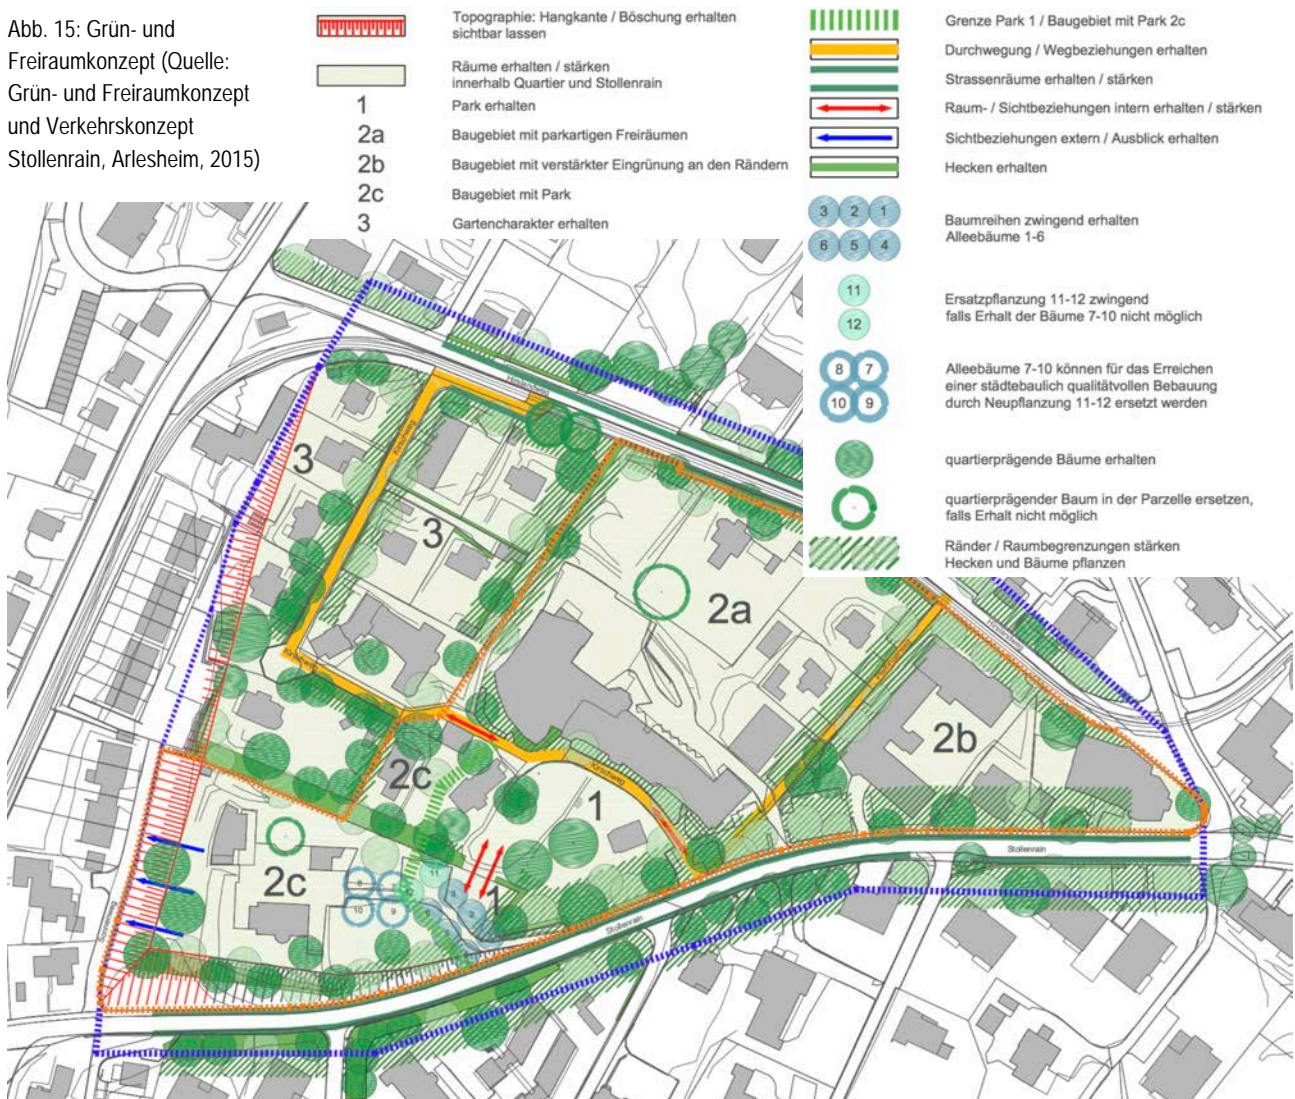 Abb. 15: Grün- und
Freiraumkonzept (Quelle:
Grün- und Freiraumkonzept
und Verkehrskonzept
Stollenrain, Arlesheim, 2015)
Topographie: Hangkante / Böschung erhalten
sichtbar lassen
Räume erhalten / stärken
innerhalb Quartier und Stollenrain
1 Park erhalten
2a Baugebiet mit parkartigen Freiräumen
2b Baugebiet mit verstärkter Eingrünung an den Rändern
2c Baugebiet mit Park
3 Gartencharakter erhalten
Grenze Park 1 / Baugebiet mit Park 2c
Durchwegung / Wegbeziehungen erhalten
Strassenräume erhalten / stärken
Raum- / Sichtbeziehungen intern erhalten / stärken
Sichtbeziehungen extern / Ausblick erhalten
Hecken erhalten
3 2 1
6 5 4
Baumreihen zwingend erhalten
Alleebäume 1-6
11
12
Ersatzpflanzung 11-12 zwingend
falls Erhalt der Bäume 7-10 nicht möglich
8 7
10 9
Alleebäume 7-10 können für das Erreichen
einer städtebaulich qualitätvollen Bebauung
durch Neupflanzung 11-12 ersetzt werden
quartierprägende Bäume erhalten
quartierprägender Baum in der Parzelle ersetzen,
falls Erhalt nicht möglich
Ränder / Raumbegrenzungen stärken
Hecken und Bäume pflanzen
Kirschweg
3
3
2a
Kirschweg
2b
2c
Kirschweg
1
Stollenrain
2c
8
11
10 9
1
Stollenrain